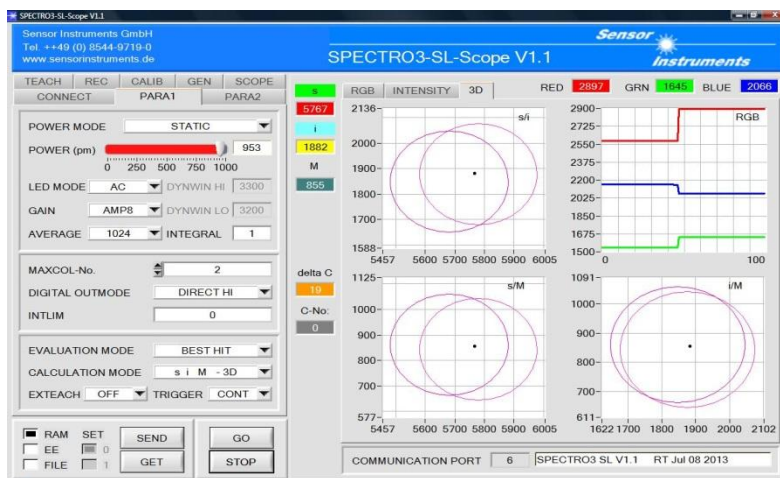 SPECTRO3-SL-Scope V1.1
Sensor Instruments GmbH
Tel. ++49 (0) 8544-9719-0
www.sensorinstruments.de
SPECTRO3-SL-Scope V1.1
Sensor
Instruments
TEACH REC CALIB GEN SCOPE
CONNECT PARA1 PARA2
POWER MODE STATIC
POWER (pm) 953
0 250 500 750 1000
LED MODE AC DYNWIN HI 3300
GAIN AMP8 DYNWIN LO 3200
AVERAGE 1024 INTEGRAL 1
MAXCOL-No. 2
DIGITAL OUTMODE DIRECT HI
INTLIM 0
EVALUATION MODE BEST HIT
CALCULATION MODE s i M - 3D
EXTEACH OFF TRIGGER CONT
RAM SET SEND GO
EE 0
FILE 1 GET STOP
s
5767
i
1882
M
855
delta C
19
C-No:
0
RGB INTENSITY 3D RED 2897 GRN 1645 BLUE 2066
s/i
2136
2000
1900
1800
1700
1588
5457 5600 5700 5800 5900 6005
RGB
2900
2725
2550
2375
2200
2025
1850
1675
1500
0 100
s/M
1125
1000
900
800
700
577
5457 5600 5700 5800 5900 6005
i/M
1091
1000
900
800
700
611
1622 1700 1800 1900 2000 2102
COMMUNICATION PORT 6 SPECTRO3 SL V1.1 RT Jul 08 2013